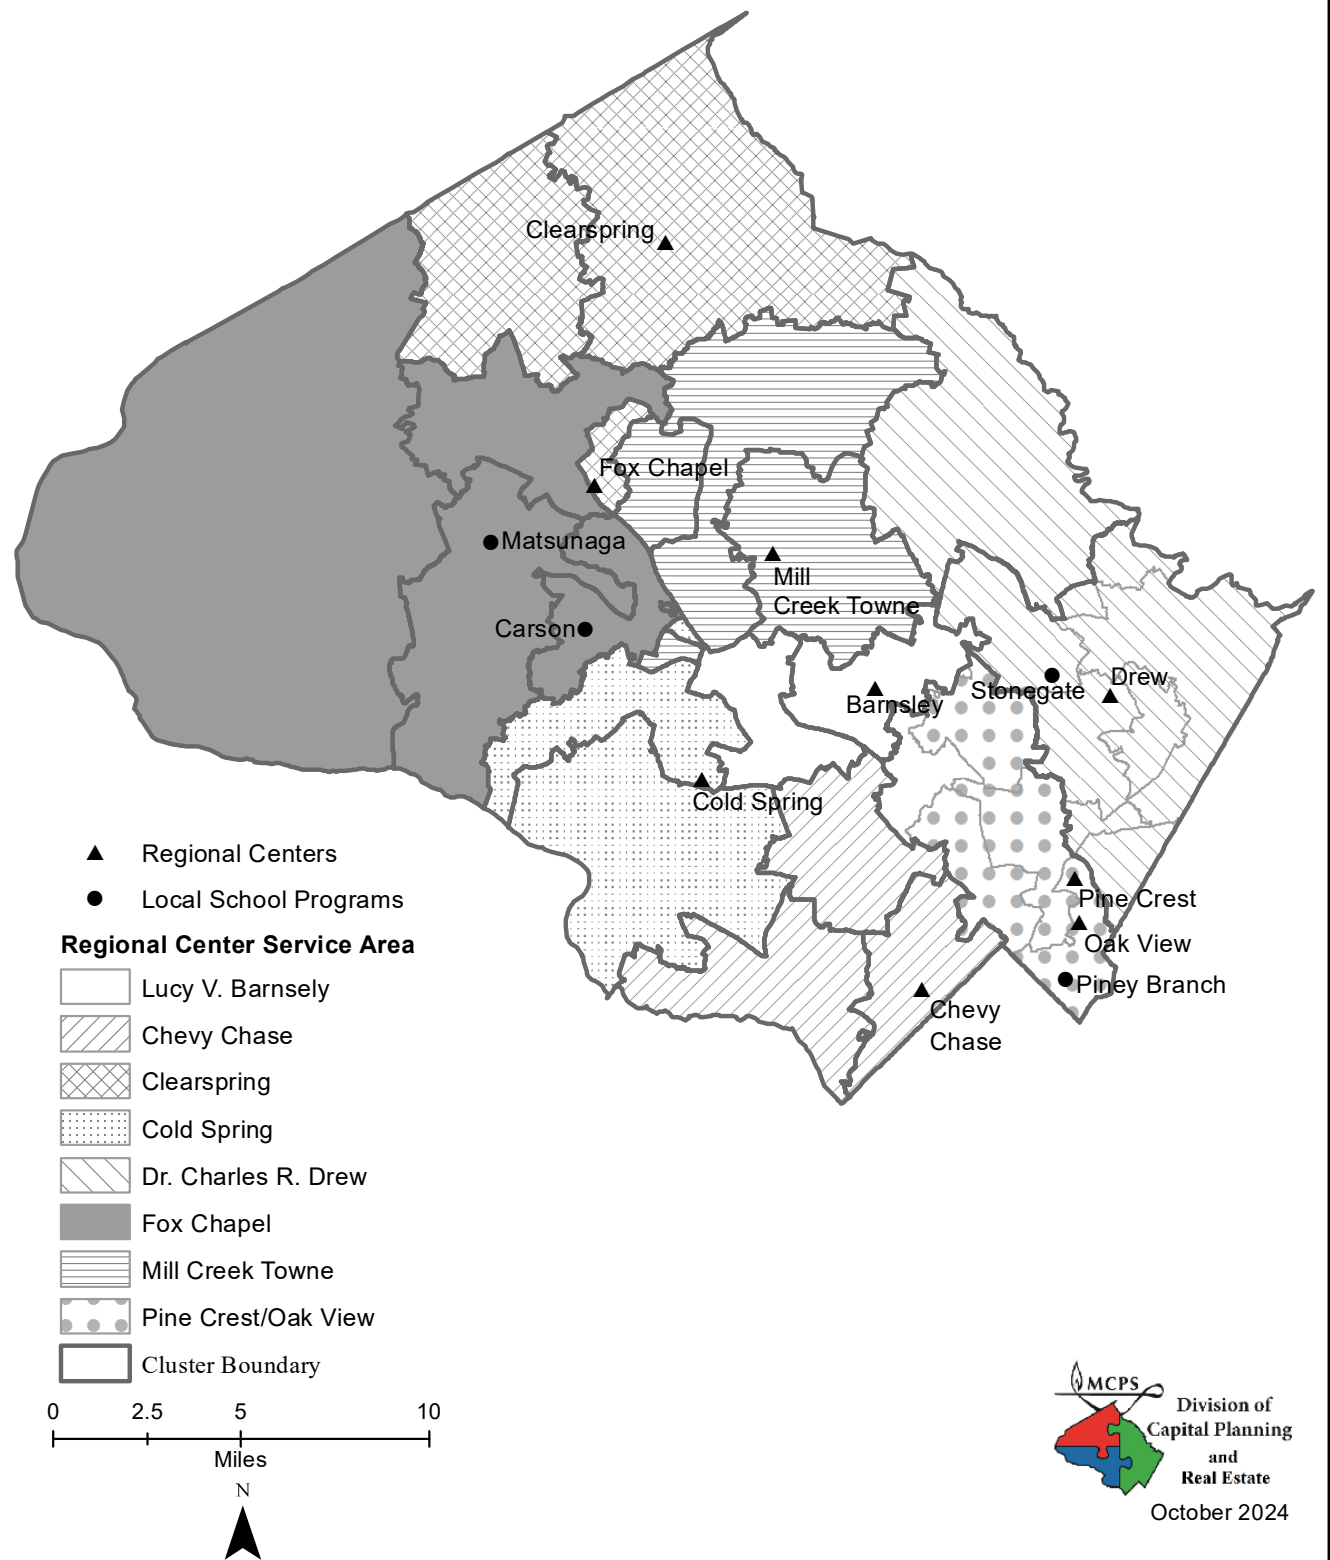 Clearspring
Fox Chapel
Matsunaga
Mill
Creek Towne
Carson
Drew
Stonegate
Barnsley
Cold Spring
Pine Crest
Oak View
Piney Branch
Chevy
Chase
Regional Centers
Local School Programs
Regional Center Service Area
Lucy V. Barnsely
Chevy Chase
Clearspring
Cold Spring
Dr. Charles R. Drew
Fox Chapel
Mill Creek Towne
Pine Crest/Oak View
Cluster Boundary
0 2.5 5 10
Miles
N
MCPS
Division of
Capital Planning
and
Real Estate
October 2024